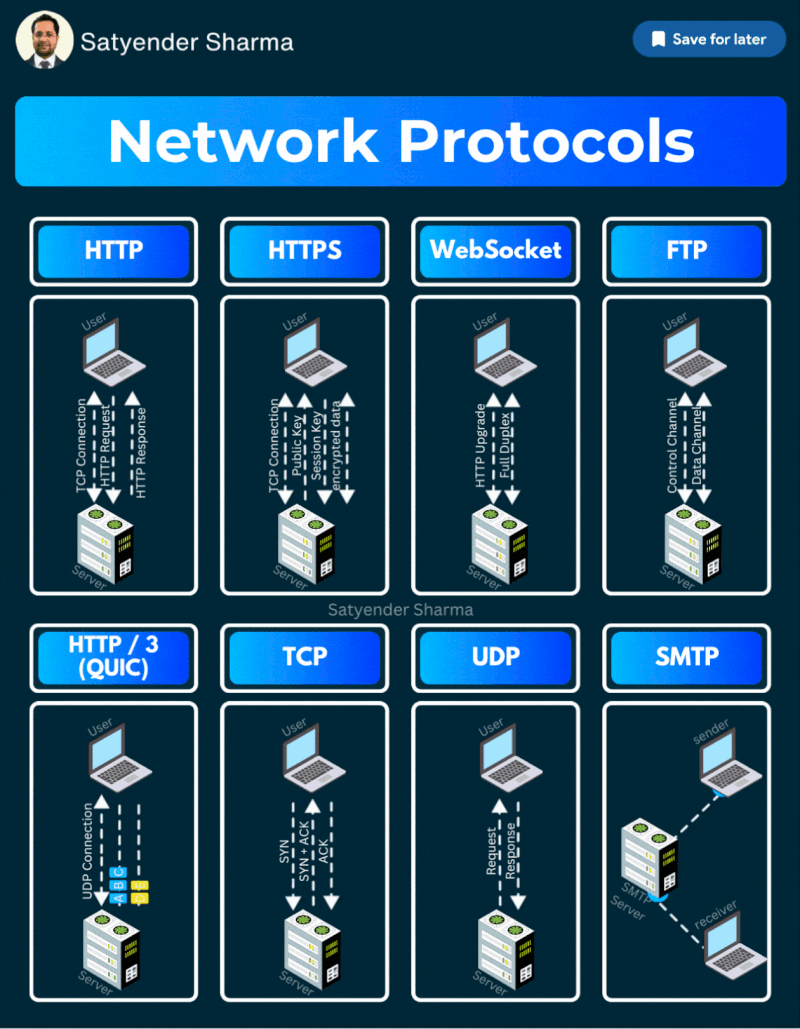 Satyender Sharma
Save for later
Network Protocols
HTTP
HTTPS
WebSocket
FTP
User
TCP Connection
HTTP Request
HTTP Response
Server
User
TCP Connection
Public Key
Session Key
encrypted data
Server
User
HTTP Upgrade
Full Duplex
Server
User
Control Channel
Data Channel
Server
Satyender Sharma
HTTP / 3
(QUIC)
TCP
UDP
SMTP
User
UDP Connection
A B C
Server
User
SYN
SYN + ACK
ACK
Server
User
Request
Response
Server
sender
SMTP
Server
receiver